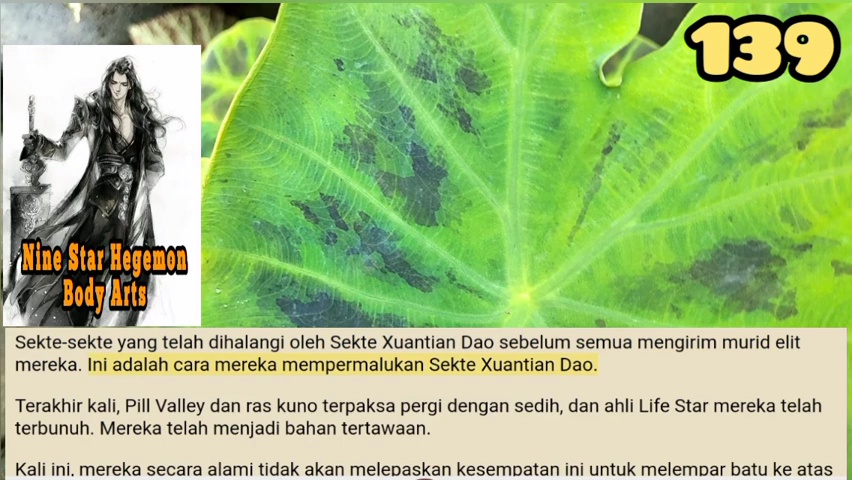 139
Nine Star Hegemon
Body Arts
Sekte-sekte yang telah dihalangi oleh Sekte Xuantian Dao sebelum semua mengirim murid elit
mereka. Ini adalah cara mereka mempermalukan Sekte Xuantian Dao.
Terakhir kali, Pill Valley dan ras kuno terpaksa pergi dengan sedih, dan ahli Life Star mereka telah
terbunuh. Mereka telah menjadi bahan tertawaan.
Kali ini, mereka secara alami tidak akan melepaskan kesempatan ini untuk melempar batu ke atas